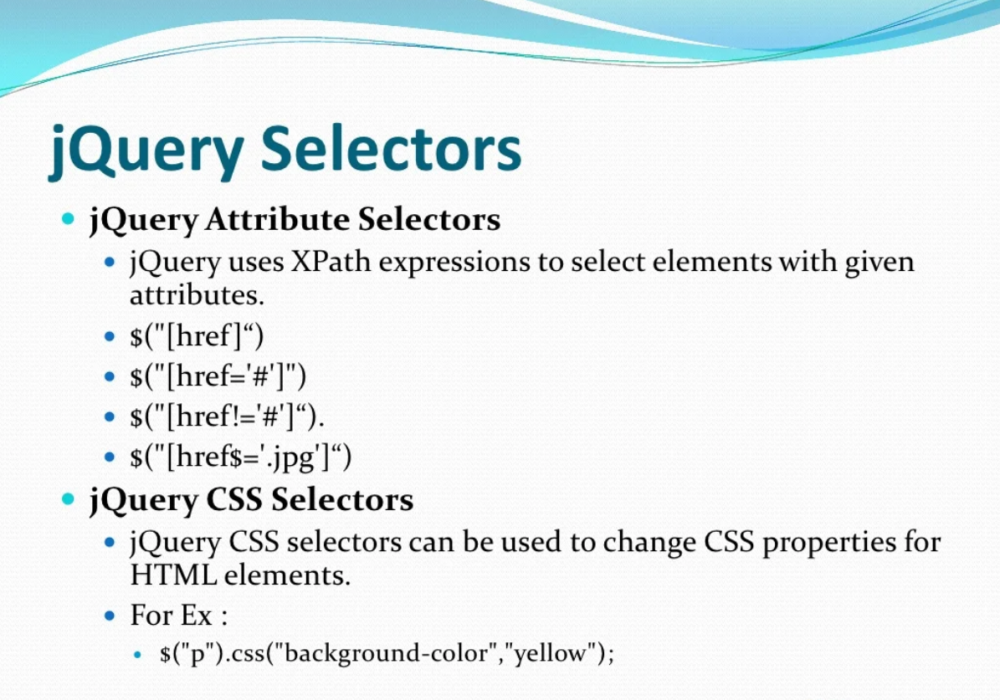 jQuery Selectors
• jQuery Attribute Selectors
• jQuery uses XPath expressions to select elements with given
attributes.
• $("[href]“)
• $("[href='#']")
• $("[href!='#']“).
• $("[href$='.jpg']“)
• jQuery CSS Selectors
• jQuery CSS selectors can be used to change CSS properties for
HTML elements.
• For Ex :
• $("p").css("background-color","yellow");